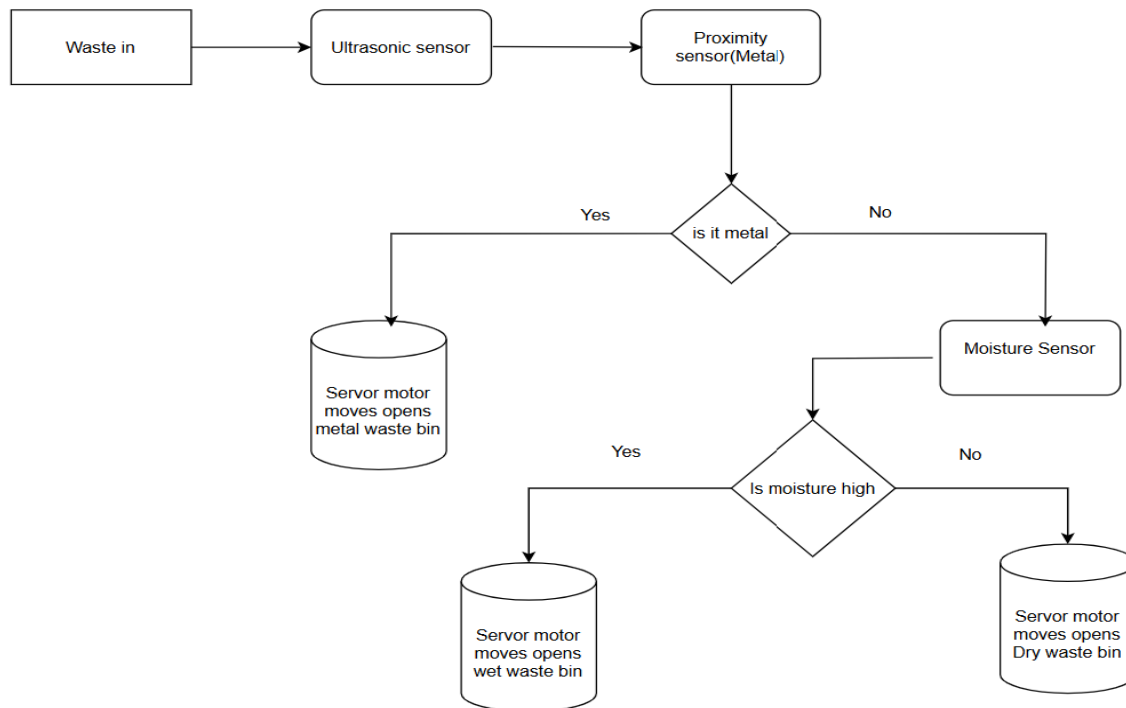 Waste in
Ultrasonic sensor
Proximity
sensor(Metal)
Yes
No
is it metal
Moisture Sensor
Servor motor
moves opens
metal waste bin
Yes
No
Is moisture high
Servor motor
moves opens
wet waste bin
Servor motor
moves opens
Dry waste bin